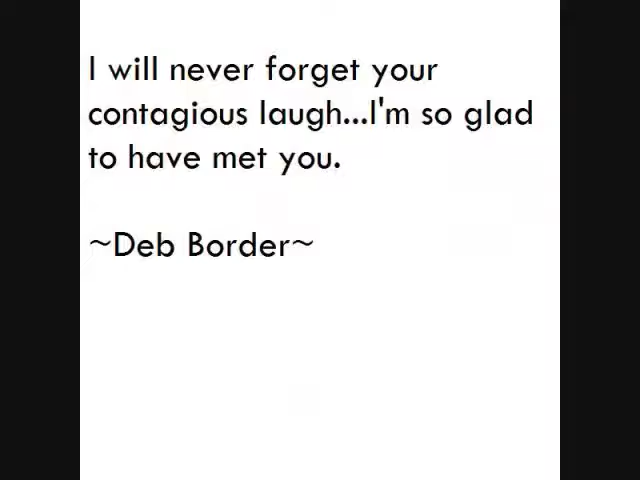 I will never forget your
contagious laugh...I'm so glad
to have met you.
~Deb Border~